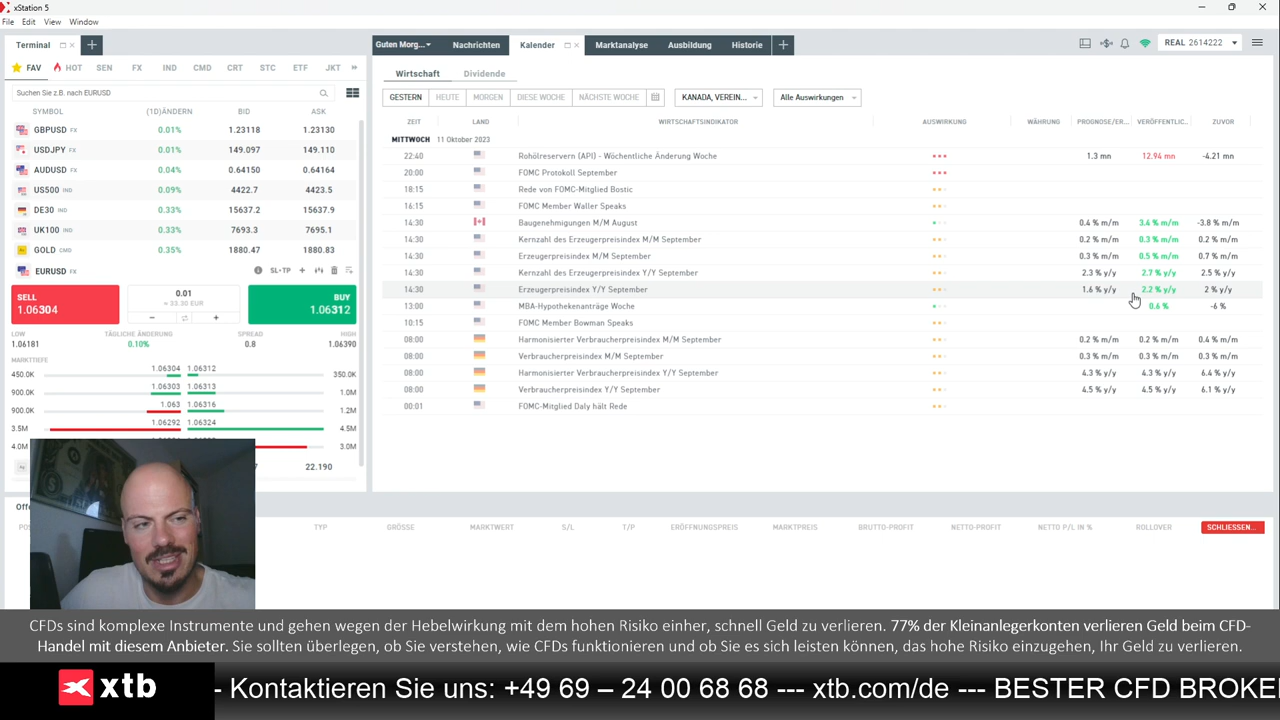 xStation 5
File Edit View Window
Terminal
Guten Morg... Nachrichten Kalender Marktanalyse Ausbildung Historie
REAL 2614222
FAV HOT SEN FX IND CMD CRT STC ETF JKT
Wirtschaft Dividende
Suchen Sie z.B. nach EURUSD
GESTERN HEUTE MORGEN DIESE WOCHE NÄCHSTE WOCHE KANADA, VEREIN... Alle Auswirkungen
SYMBOL (1D)ÄNDERN BID ASK
GBPUSD FX 0.01% 1.23118 1.23130
USDJPY FX 0.01% 149.097 149.110
AUDUSD FX 0.04% 0.64150 0.64164
US500 IND 0.09% 4422.7 4423.5
DE30 IND 0.33% 15637.2 15637.9
UK100 IND 0.33% 7693.3 7695.1
GOLD CMD 0.35% 1880.47 1880.83
EURUSD FX SL+TP
SELL
1.06304
0.01
≈ 33.30 EUR
BUY
1.06312
LOW TÄGLICHE ÄNDERUNG SPREAD HIGH
1.06181 0.10% 0.8 1.06390
MARKTTIEFE
450.0K 1.06304 1.06312 350.0K
900.0K 1.06303 1.06313 1.0M
900.0K 1.063 1.06316 1.2M
3.5M 1.06292 1.06324 4.5M
4.0M 3.0M
7 22.190
ZEIT LAND WIRTSCHAFTSINDIKATOR AUSWIRKUNG WÄHRUNG PROGNOSE/ER... VERÖFFENTLIC.. ZUVOR
MITTWOCH 11 Oktober 2023
22:40 Rohölreservern (API) - Wöchentliche Änderung Woche 1.3 mn 12.94 mn -4.21 mn
20:00 FOMC Protokoll September
18:15 Rede von FOMC-Mitglied Bostic
16:15 FOMC Member Waller Speaks
14:30 Baugenehmigungen M/M August 0.4 % m/m 3.4 % m/m -3.8 % m/m
14:30 Kernzahl des Erzeugerpreisindex M/M September 0.2 % m/m 0.3 % m/m 0.2 % m/m
14:30 Erzeugerpreisindex M/M September 0.3 % m/m 0.5 % m/m 0.7 % m/m
14:30 Kernzahl des Erzeugerpreisindex Y/Y September 2.3 % y/y 2.7 % y/y 2.5 % y/y
14:30 Erzeugerpreisindex Y/Y September 1.6 % y/y 2.2 % y/y 2 % y/y
13:00 MBA-Hypothekenanträge Woche 0.6 % -6 %
10:15 FOMC Member Bowman Speaks
08:00 Harmonisierter Verbraucherpreisindex M/M September 0.2 % m/m 0.2 % m/m 0.4 % m/m
08:00 Verbraucherpreisindex M/M September 0.3 % m/m 0.3 % m/m 0.3 % m/m
08:00 Harmonisierter Verbraucherpreisindex Y/Y September 4.3 % y/y 4.3 % y/y 6.4 % y/y
08:00 Verbraucherpreisindex Y/Y September 4.5 % y/y 4.5 % y/y 6.1 % y/y
00:01 FOMC-Mitglied Daly hält Rede
Off
PO TYP GRÖSSE MARKTWERT S/L T/P ERÖFFNUNGSPREIS MARKTPREIS BRUTTO-PROFIT NETTO-PROFIT NETTO P/L IN % ROLLOVER SCHLIESSEN...
CFDs sind komplexe Instrumente und gehen wegen der Hebelwirkung mit dem hohen Risiko einher, schnell Geld zu verlieren. 77% der Kleinanlegerkonten verlieren Geld beim CFD-
Handel mit diesem Anbieter. Sie sollten überlegen, ob Sie verstehen, wie CFDs funktionieren und ob Sie es sich leisten können, das hohe Risiko einzugehen, Ihr Geld zu verlieren.
xtb - Kontaktieren Sie uns: +49 69 – 24 00 68 68 --- xtb.com/de --- BESTER CFD BROKE